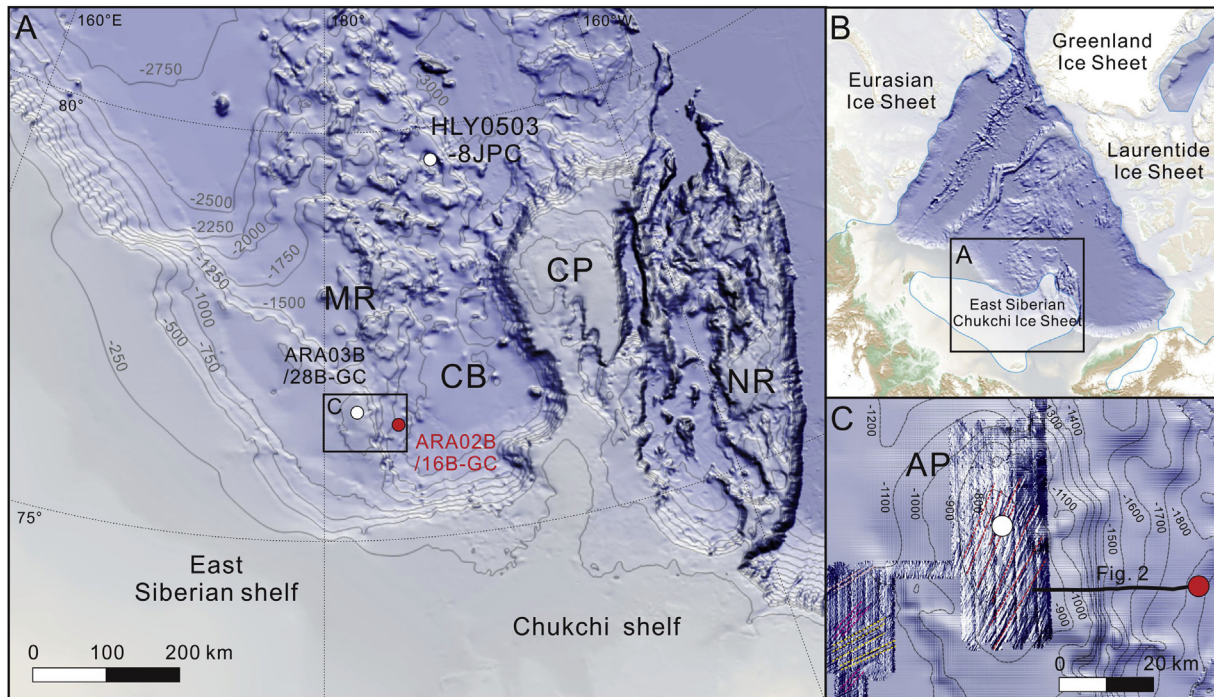 A
160°E
180°
160°W
-2750
-3000
80°
HLY0503
-8JPC
-2500
-2250
-2000
-1750
-1500
-1250
-1000
-750
-500
-250
MR
CP
CB
NR
ARA03B
/28B-GC
C
ARA02B
/16B-GC
75°
East
Siberian shelf
Chukchi shelf
0 100 200 km
B
Greenland
Ice Sheet
Eurasian
Ice Sheet
Laurentide
Ice Sheet
A
East Siberian
Chukchi Ice Sheet
C
-1200
AP
-1100
-1000
-900
-800
-1400
-1100
-1500
-1600
-1700
-1800
Fig. 2
-1000
-900
0 20 km